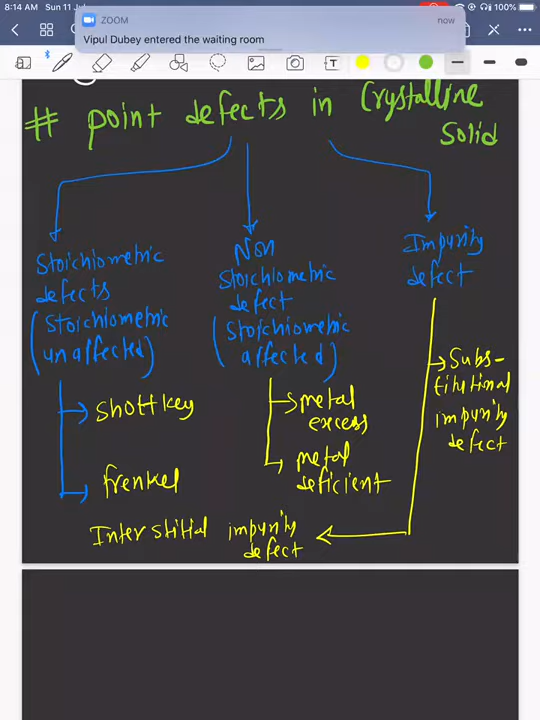 8:14 AM Sun 11 Jul
100%
ZOOM
now
Vipul Dubey entered the waiting room
# point defects in Crystalline
Solid
Stoichiometric
defects
(Stoichiometric
unaffected)
Non
Stoichiometric
defect
(Stoichiometric
affected)
Impurity
defect
Shottkey
frenkel
metal
excess
metal
deficient
Subs-
titutinal
impurity
defect
Interstitial impurity
defect